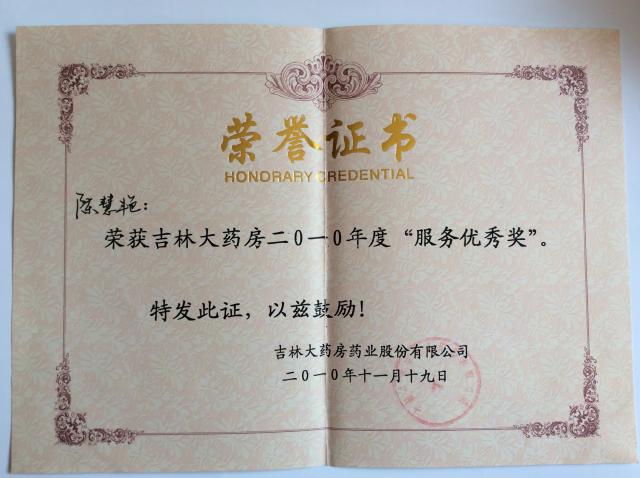 荣誉证书
HONORARY CREDENTIAL
陈慧艳:
荣获吉林大药房二0一0年度“服务优秀奖”。
特发此证,以兹鼓励!
吉林大药房药业股份有限公司
二0一0年十一月十九日